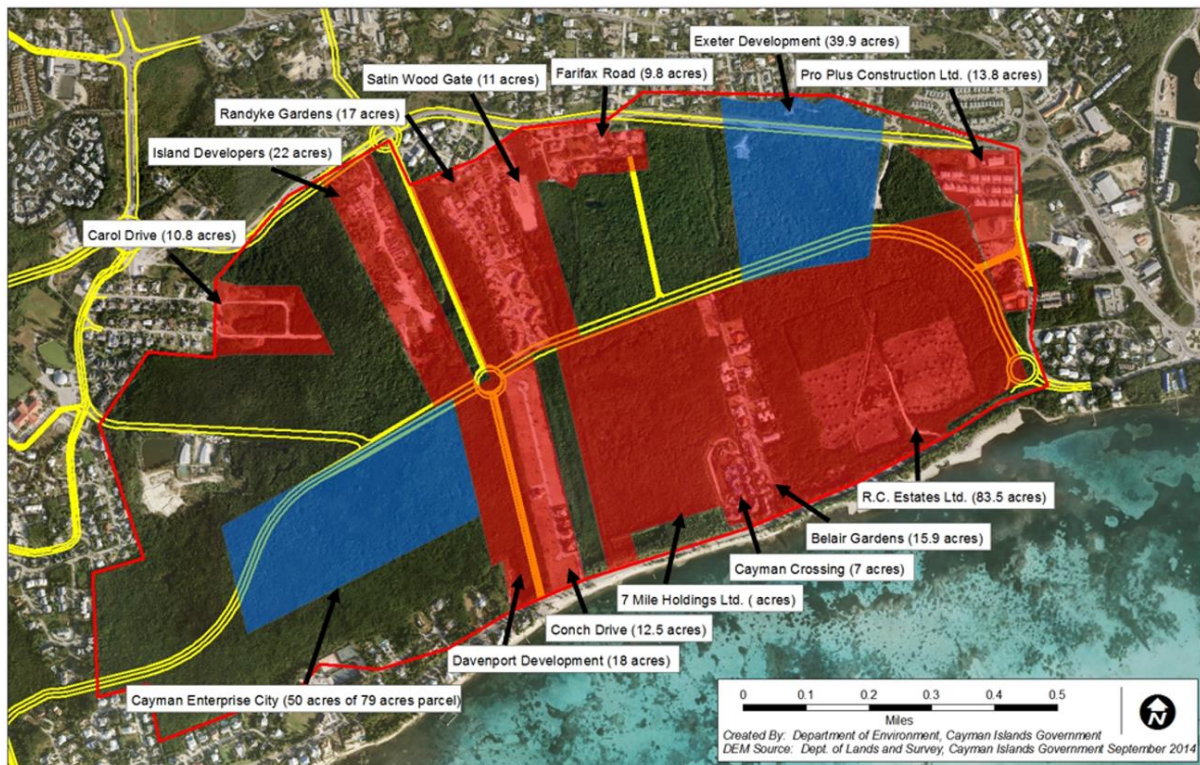 Exeter Development (39.9 acres)
Satin Wood Gate (11 acres)
Farifax Road (9.8 acres)
Pro Plus Construction Ltd. (13.8 acres)
Randyke Gardens (17 acres)
Island Developers (22 acres)
Carol Drive (10.8 acres)
R.C. Estates Ltd. (83.5 acres)
Belair Gardens (15.9 acres)
Cayman Crossing (7 acres)
7 Mile Holdings Ltd. ( acres)
Conch Drive (12.5 acres)
Davenport Development (18 acres)
Cayman Enterprise City (50 acres of 79 acres parcel)
0 0.1 0.2 0.3 0.4 0.5
Miles
N
Created By: Department of Environment, Cayman Islands Government
DEM Source: Dept. of Lands and Survey, Cayman Islands Government September 2014